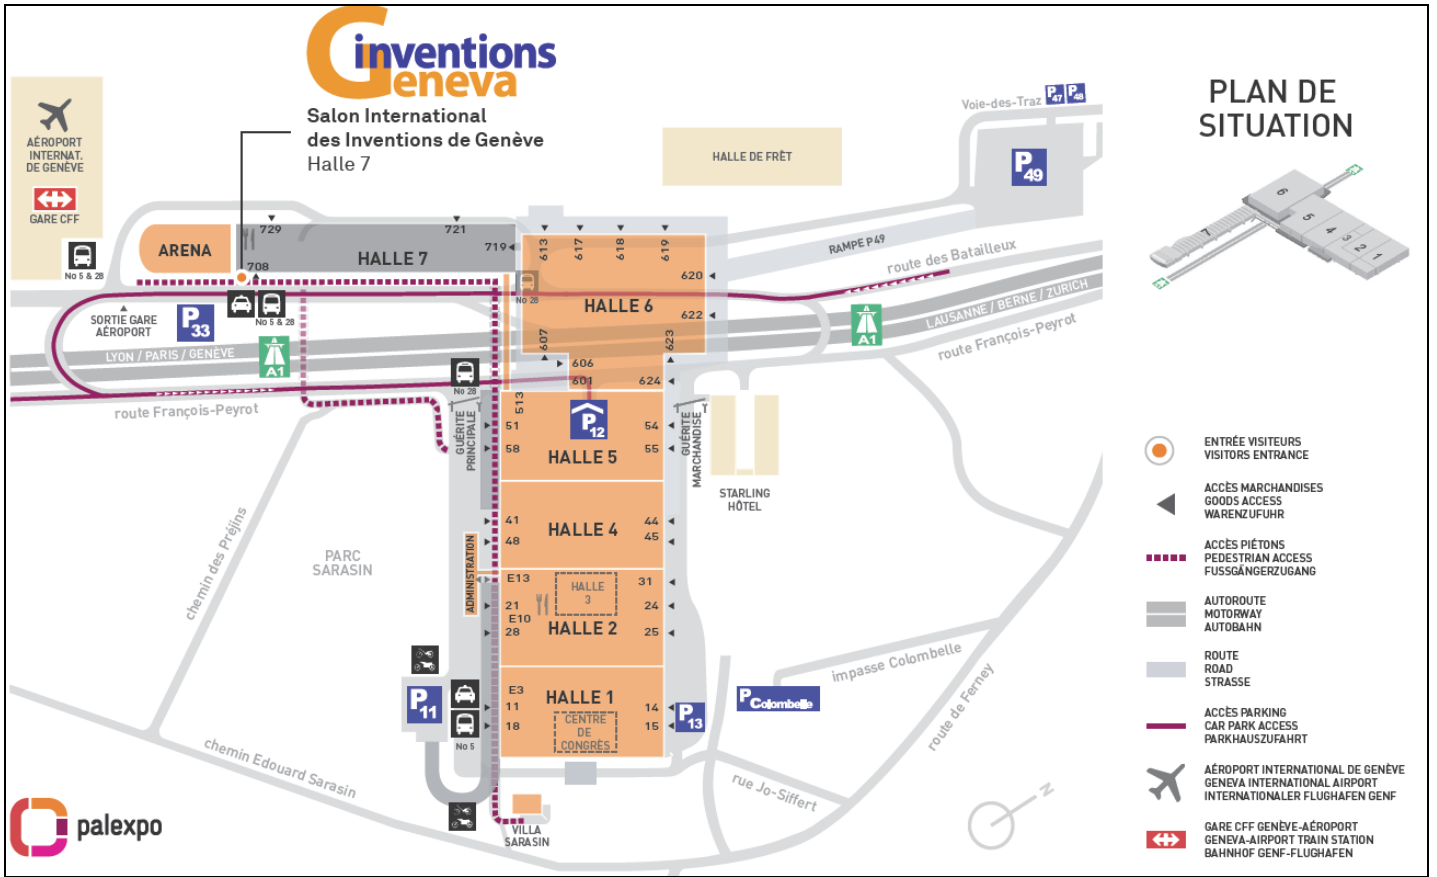 inventions
Geneva
Salon International
des Inventions de Genève
Halle 7
PLAN DE
SITUATION
6
5
4
3
2
1
7
AÉROPORT
INTERNAT.
DE GENÈVE
GARE CFF
No 5 & 28
HALLE DE FRÊT
Voie-des-Traz
P47
P48
P49
RAMPE P49
route des Batailleux
LAUSANNE / BERNE / ZURICH
route François-Peyrot
A1
ARENA
729
721
719
708
HALLE 7
613
617
618
619
620
622
623
624
607
606
601
HALLE 6
No 28
No 5 & 28
SORTIE GARE
AÉROPORT
P33
LYON / PARIS / GENÈVE
A1
route François-Peyrot
No 28
GUÉRITE
PRINCIPALE
513
P12
51
58
54
55
HALLE 5
GUÉRITE
MARCHANDISE
STARLING
HÔTEL
41
48
44
45
HALLE 4
ADMINISTRATION
E13
21
E10
28
31
24
25
HALLE
3
HALLE 2
E3
11
18
14
15
HALLE 1
CENTRE
DE
CONGRÈS
P13
P11
No 5
PARC
SARASIN
chemin des Préjins
chemin Edouard Sarasin
VILLA
SARASIN
P Colombelle
impasse Colombelle
route de Ferney
rue Jo-Siffert
N
palexpo
ENTRÉE VISITEURS
VISITORS ENTRANCE
ACCÈS MARCHANDISES
GOODS ACCESS
WARENZUFUHR
ACCÈS PIÉTONS
PEDESTRIAN ACCESS
FUSSGÄNGERZUGANG
AUTOROUTE
MOTORWAY
AUTOBAHN
ROUTE
ROAD
STRASSE
ACCÈS PARKING
CAR PARK ACCESS
PARKHAUSZUFAHRT
AÉROPORT INTERNATIONAL DE GENÈVE
GENEVA INTERNATIONAL AIRPORT
INTERNATIONALER FLUGHAFEN GENF
GARE CFF GENÈVE-AÉROPORT
GENEVA-AIRPORT TRAIN STATION
BAHNHOF GENF-FLUGHAFEN